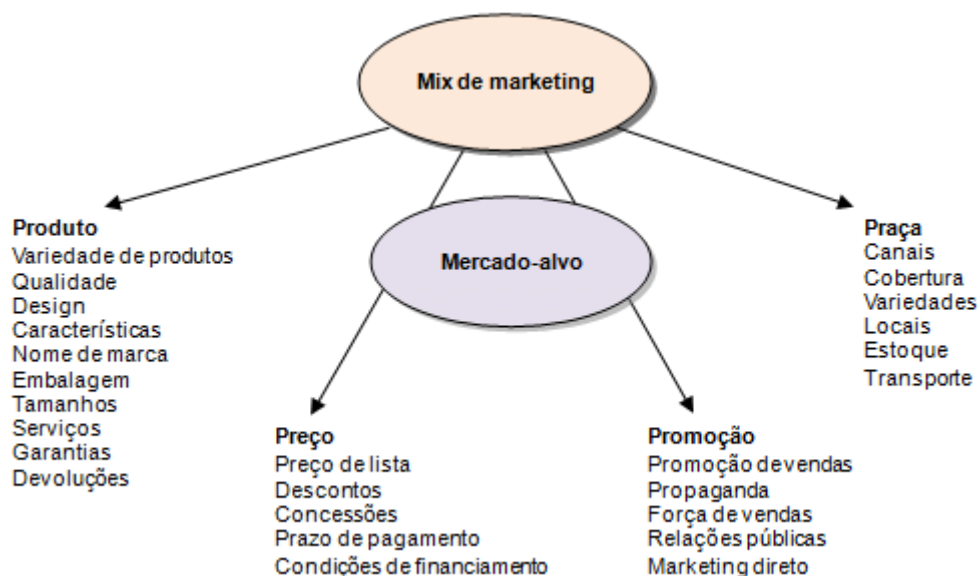 Mix de marketing
Mercado-alvo
Produto
Variedade de produtos
Qualidade
Design
Características
Nome de marca
Embalagem
Tamanhos
Serviços
Garantias
Devoluções
Preço
Preço de lista
Descontos
Concessões
Prazo de pagamento
Condições de financiamento
Promoção
Promoção de vendas
Propaganda
Força de vendas
Relações públicas
Marketing direto
Praça
Canais
Cobertura
Variedades
Locais
Estoque
Transporte